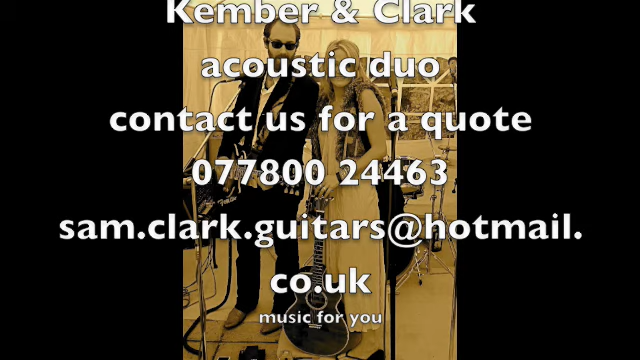 Kember & Clark
acoustic duo
contact us for a quote
077800 24463
sam.clark.guitars@hotmail.
co.uk
music for you